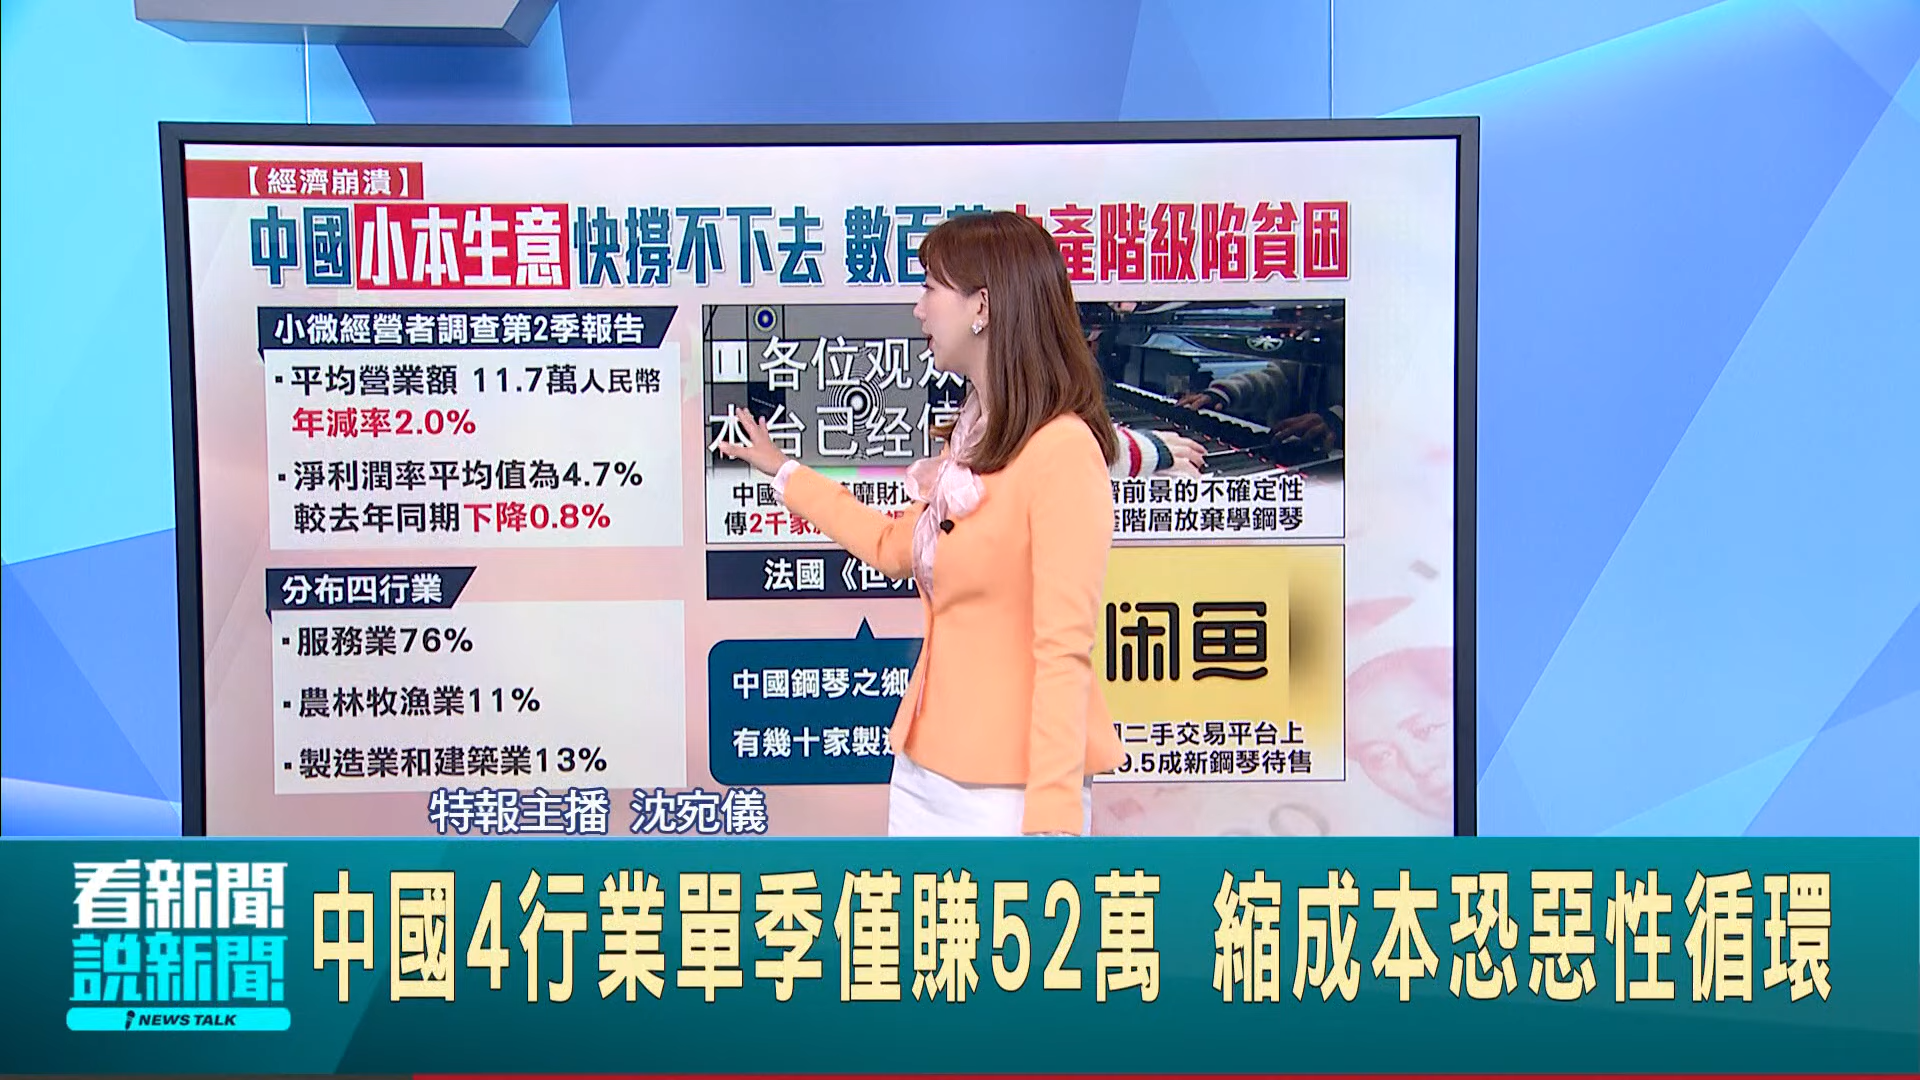 【經濟崩潰】
中國小本生意快撐不下去 數百 產階級陷貧困
小微經營者調查第2季報告
·平均營業額 11.7萬人民幣
年減率2.0%
·淨利潤率平均值為4.7%
較去年同期下降0.8%
分布四行業
·服務業76%
·農林牧漁業11%
·製造業和建築業13%
各位观众
本台已经停
中國 靡財政
傳2千家
前景的不確定性
階層放棄學鋼琴
法國《世界
中國鋼琴之鄉
有幾十家製造
闲鱼
二手交易平台上
9.5成新鋼琴待售
特報主播 沈宛儀
看新聞
說新聞
NEWS TALK
中國4行業單季僅賺52萬 縮成本恐惡性循環